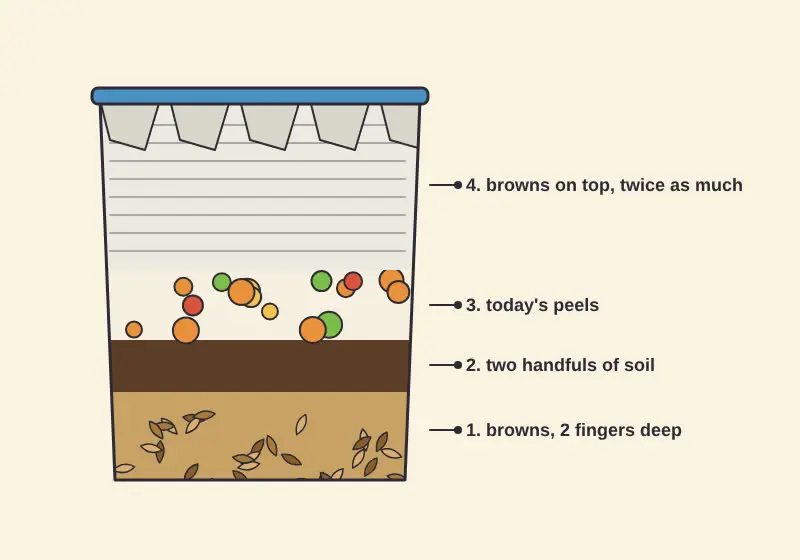 4. browns on top, twice as much
3. today's peels
2. two handfuls of soil
1. browns, 2 fingers deep